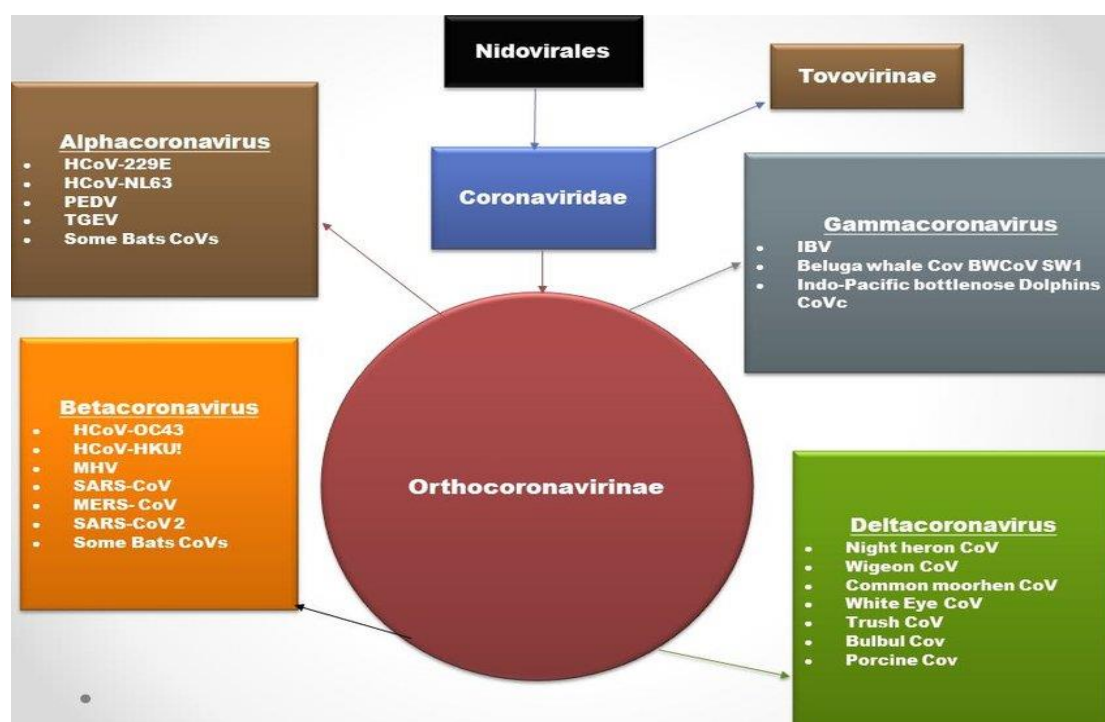 Nidovirales
Tovovirinae
Alphacoronavirus
• HCoV-229E
• HCoV-NL63
• PEDV
• TGEV
• Some Bats CoVs
Coronaviridae
Gammacoronavirus
• IBV
• Beluga whale Cov BWCoV SW1
• Indo-Pacific bottlenose Dolphins
CoVc
Betacoronavirus
• HCoV-OC43
• HCoV-HKU!
• MHV
• SARS-CoV
• MERS- CoV
• SARS-CoV 2
• Some Bats CoVs
Orthocoronavirinae
Deltacoronavirus
• Night heron CoV
• Wigeon CoV
• Common moorhen CoV
• White Eye CoV
• Trush CoV
• Bulbul Cov
• Porcine Cov